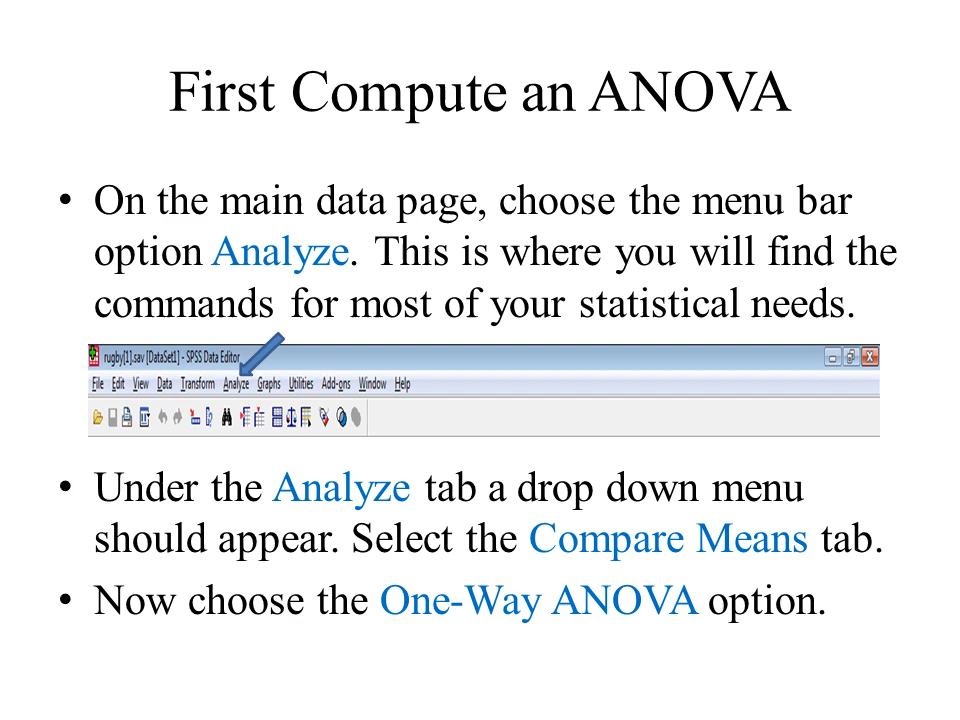 First Compute an ANOVA
• On the main data page, choose the menu bar
option Analyze. This is where you will find the
commands for most of your statistical needs.
rugby[1].sav [DataSet1] - SPSS Data Editor
File Edit View Data Transform Analyze Graphs Utilities Add-ons Window Help
• Under the Analyze tab a drop down menu
should appear. Select the Compare Means tab.
• Now choose the One-Way ANOVA option.